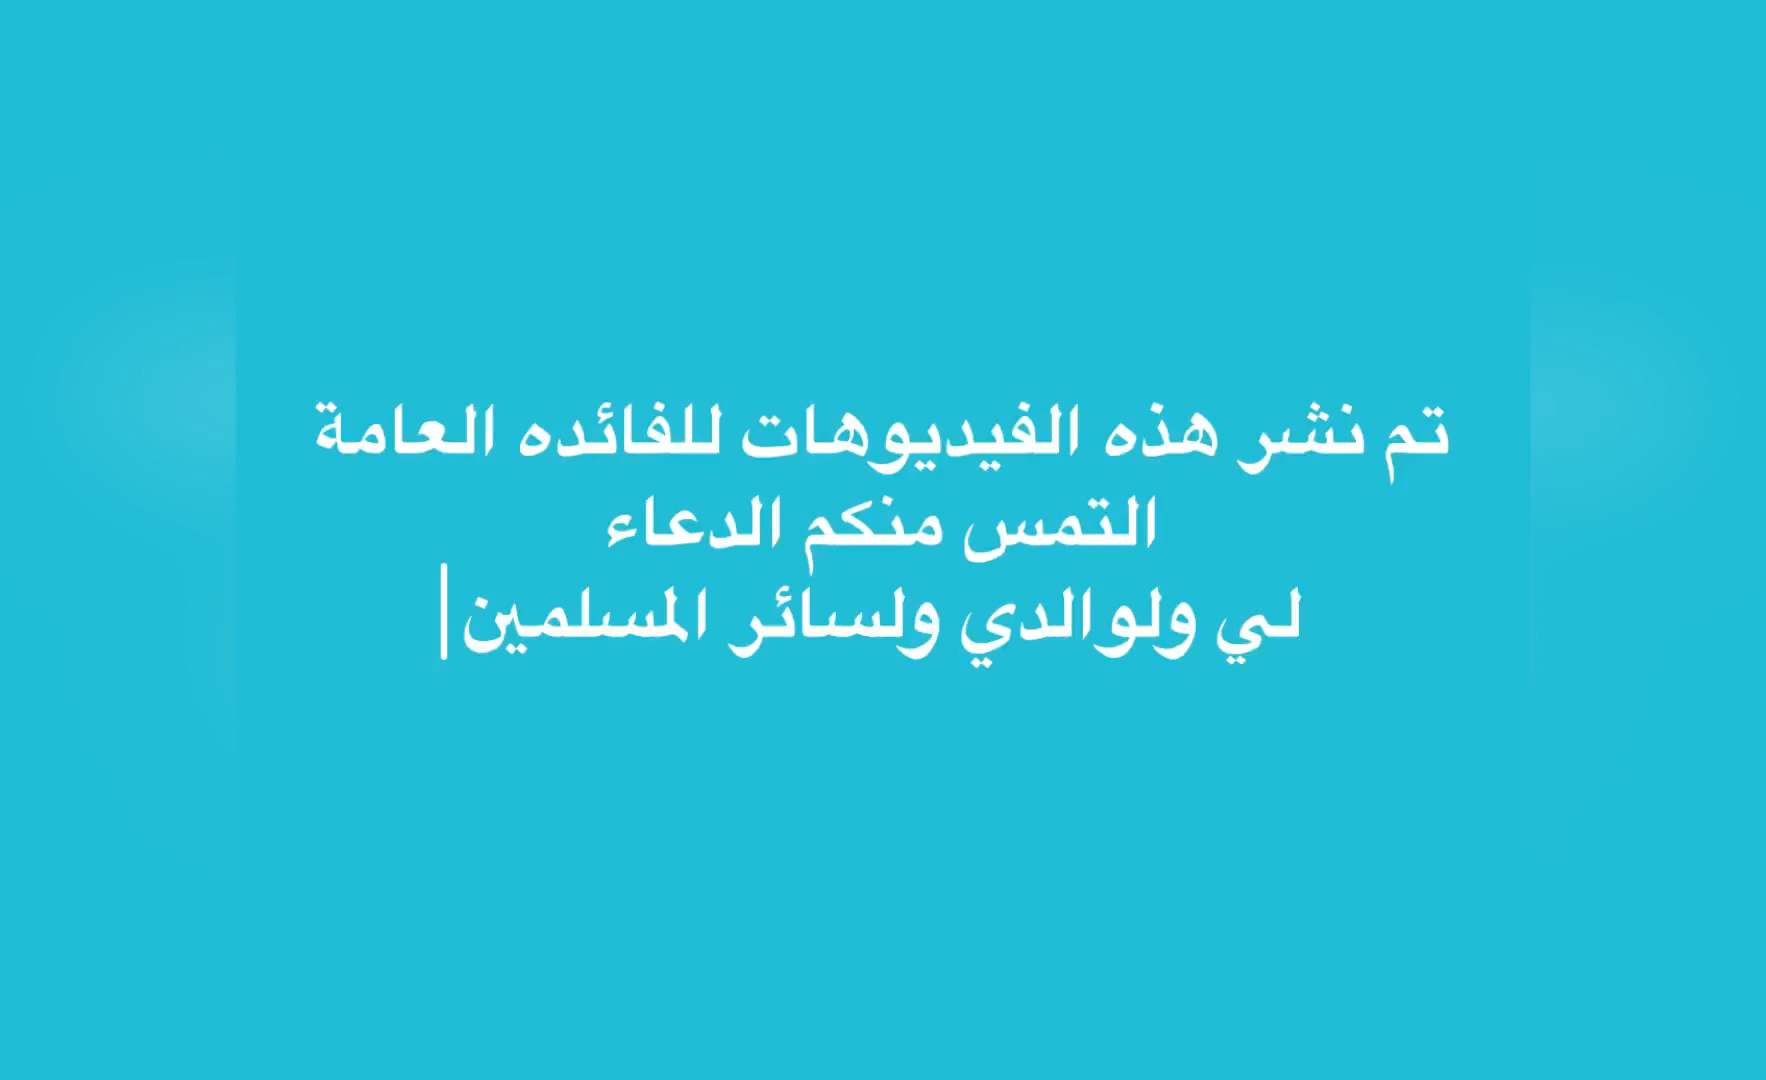 تم نشر هذه الفيديوهات للفائده العامة
التمس منكم الدعاء
لي ولوالدي ولسائر المسلمين|